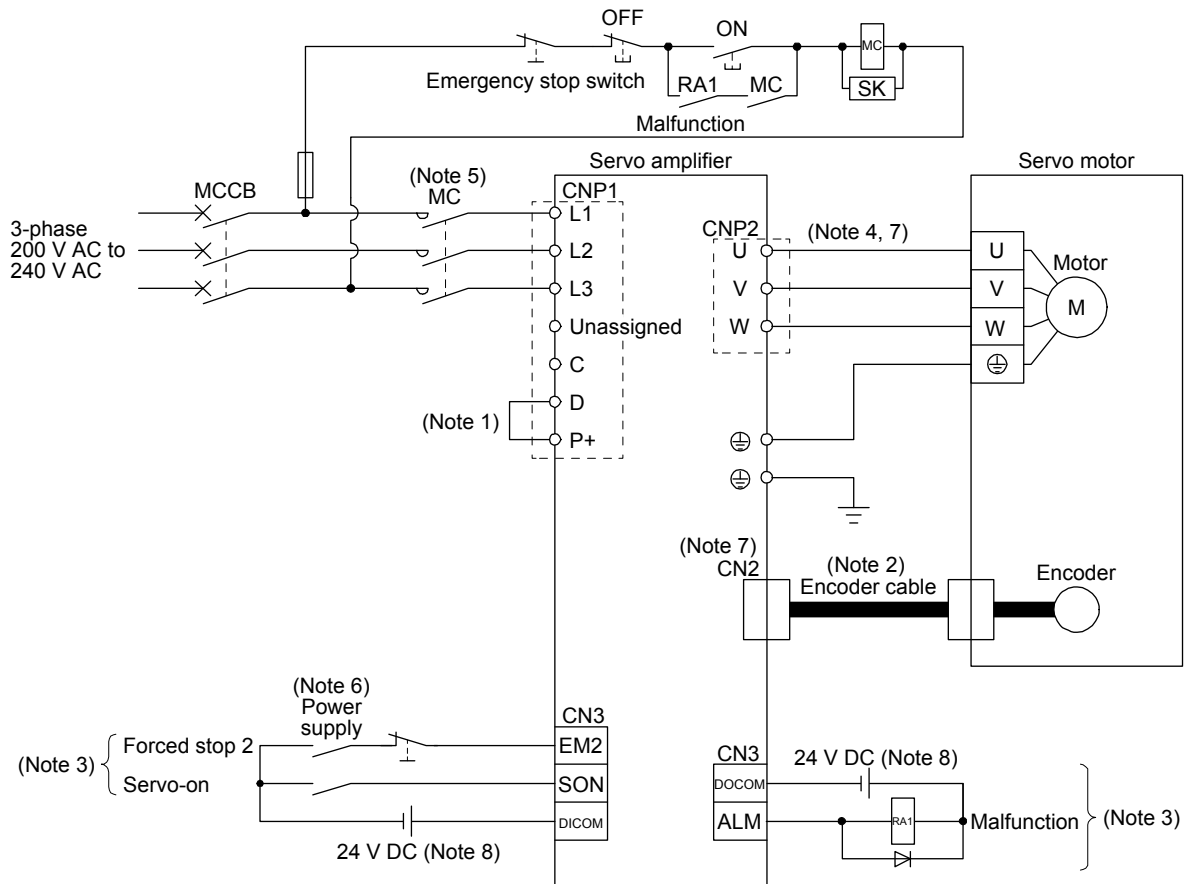 OFF
ON
MC
Emergency stop switch
RA1
MC
SK
Malfunction
Servo amplifier
Servo motor
MCCB
(Note 5)
MC
CNP1
3-phase
200 V AC to
240 V AC
L1
L2
L3
Unassigned
C
D
P+
(Note 1)
CNP2
U
V
W
(Note 4, 7)
U
V
W
Motor
M
(Note 7)
CN2
(Note 2)
Encoder cable
Encoder
(Note 6)
Power
supply
CN3
(Note 3)
Forced stop 2
EM2
Servo-on
SON
DICOM
24 V DC (Note 8)
CN3
24 V DC (Note 8)
DOCOM
ALM
RA1
Malfunction
(Note 3)